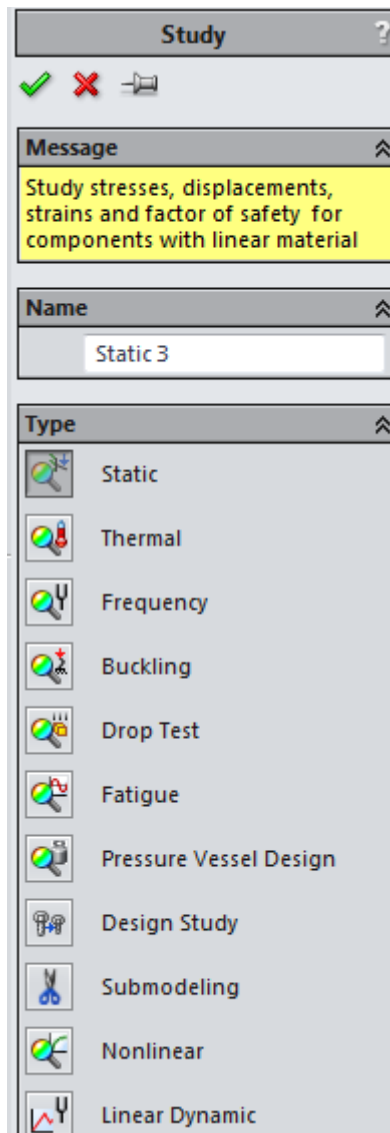 Study ?
Message
Study stresses, displacements,
strains and factor of safety for
components with linear material
Name
Static 3
Type
Static
Thermal
Frequency
Buckling
Drop Test
Fatigue
Pressure Vessel Design
Design Study
Submodeling
Nonlinear
Linear Dynamic